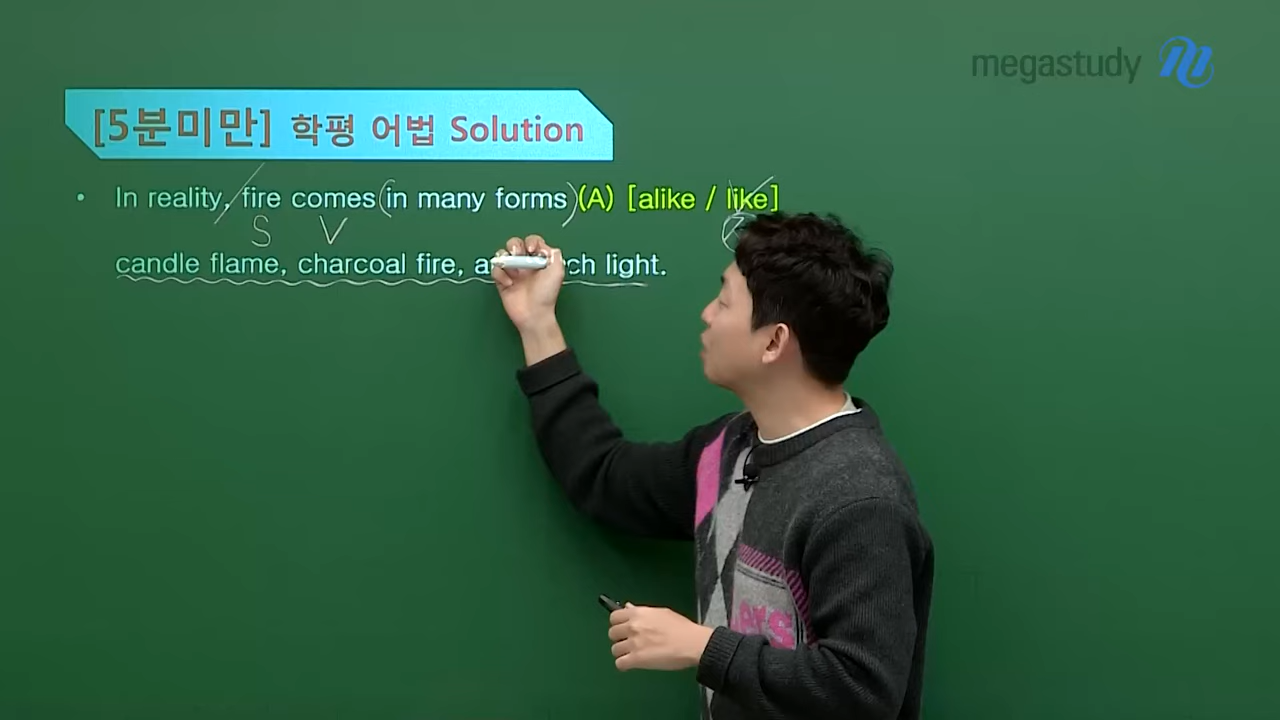 megastudy
[5분미만] 학평 어법 Solution
• In reality, fire comes in many forms (A) [alike / like]
S V
candle flame, charcoal fire, light.